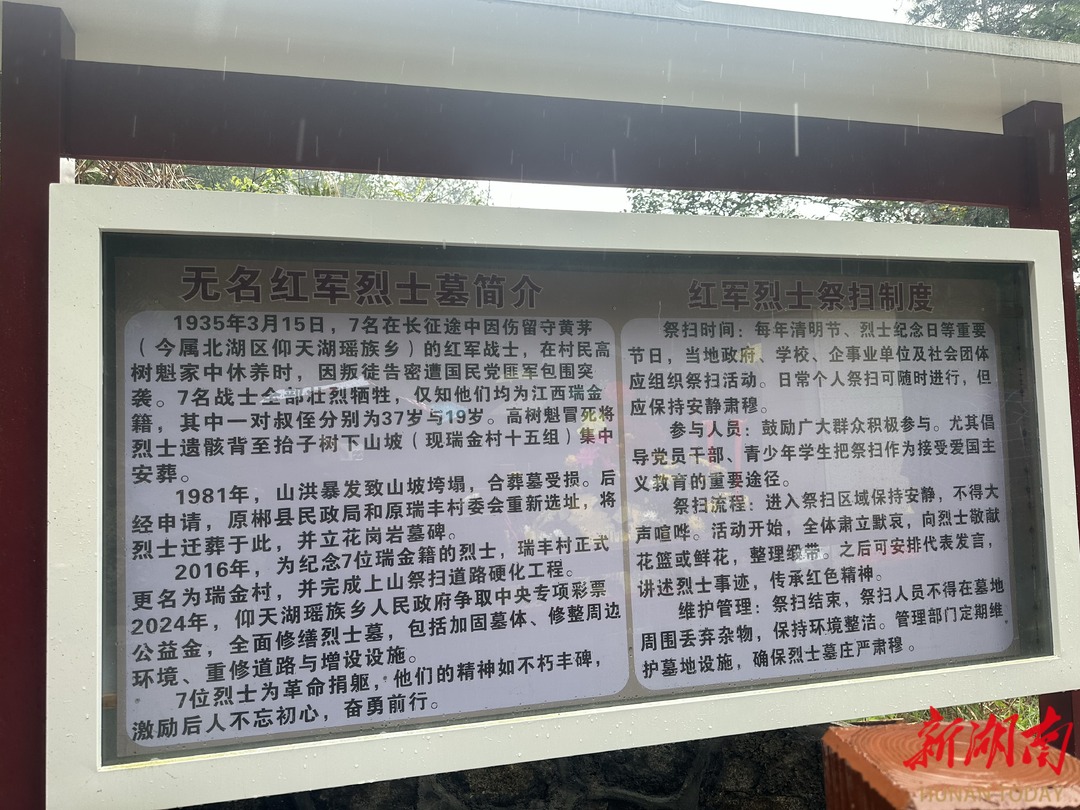 无名红军烈士墓简介
1935年3月15日，7名在长征途中因伤留守黄茅
（今属北湖区仰天湖瑶族乡）的红军战士，在村民高
树魁家中休养时，因叛徒告密遭国民党匪军包围突
袭。7名战士全部壮烈牺牲，仅知他们均为江西瑞金
籍，其中一对叔侄分别为37岁与19岁。高树魁冒死将
烈士遗骸背至抬子树下山坡（现瑞金村十五组）集中
安葬。
1981年，山洪暴发致山坡垮塌，合葬墓受损。后
经申请，原郴县民政局和原瑞丰村委会重新选址，将
烈士迁葬于此，并立花岗岩墓碑。
2016年，为纪念7位瑞金籍的烈士，瑞丰村正式
更名为瑞金村，并完成上山祭扫道路硬化工程。
2024年，仰天湖瑶族乡人民政府争取中央专项彩票
公益金，全面修缮烈士墓，包括加固墓体、修整周边
环境、重修道路与增设设施。
7位烈士为革命捐躯，他们的精神如不朽丰碑，
激励后人不忘初心，奋勇前行。
红军烈士祭扫制度
祭扫时间：每年清明节、烈士纪念日等重要
节日，当地政府、学校、企事业单位及社会团体
应组织祭扫活动。日常个人祭扫可随时进行，但
应保持安静肃穆。
参与人员：鼓励广大群众积极参与。尤其倡
导党员干部、青少年学生把祭扫作为接受爱国主
义教育的重要途径。
祭扫流程：进入祭扫区域保持安静，不得大
声喧哗。活动开始，全体肃立默哀，向烈士敬献
花篮或鲜花，整理缎带。之后可安排代表发言，
讲述烈士事迹，传承红色精神。
维护管理：祭扫结束，祭扫人员不得在墓地
周围丢弃杂物，保持环境整洁。管理部门定期维
护墓地设施，确保烈士墓庄严肃穆。
新湖南
HUNAN TODAY